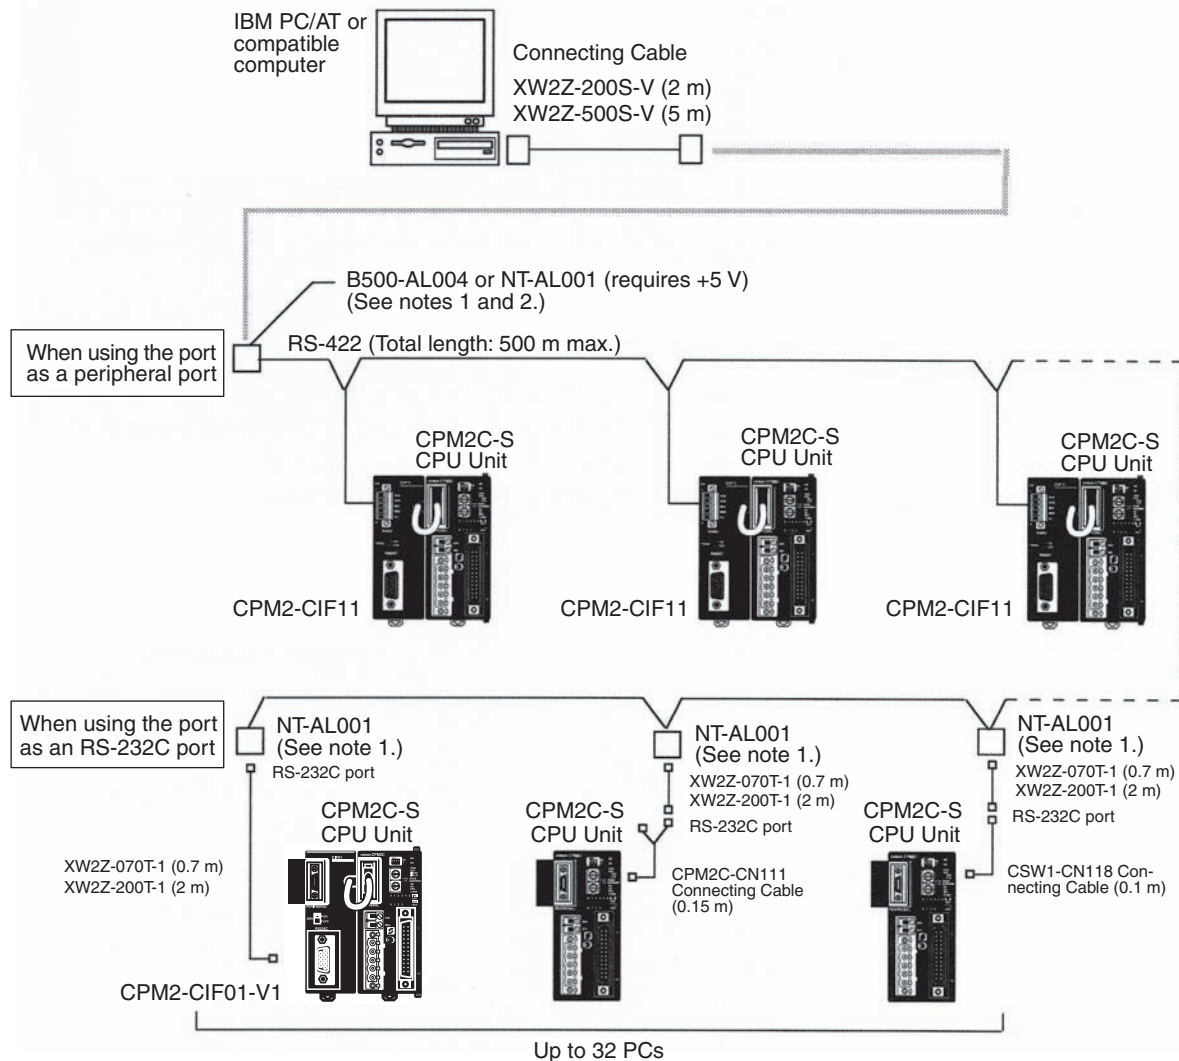 IBM PC/AT or
compatible
computer
Connecting Cable
XW2Z-200S-V (2 m)
XW2Z-500S-V (5 m)
B500-AL004 or NT-AL001 (requires +5 V)
(See notes 1 and 2.)
When using the port
as a peripheral port
RS-422 (Total length: 500 m max.)
CPM2C-S
CPU Unit
CPM2-CIF11
CPM2C-S
CPU Unit
CPM2-CIF11
CPM2C-S
CPU Unit
CPM2-CIF11
When using the port
as an RS-232C port
NT-AL001
(See note 1.)
RS-232C port
CPM2C-S
CPU Unit
XW2Z-070T-1 (0.7 m)
XW2Z-200T-1 (2 m)
CPM2-CIF01-V1
NT-AL001
(See note 1.)
XW2Z-070T-1 (0.7 m)
XW2Z-200T-1 (2 m)
RS-232C port
CPM2C-S
CPU Unit
CPM2C-CN111
Connecting Cable
(0.15 m)
NT-AL001
(See note 1.)
XW2Z-070T-1 (0.7 m)
XW2Z-200T-1 (2 m)
RS-232C port
CPM2C-S
CPU Unit
CSW1-CN118 Con-
necting Cable (0.1 m)
Up to 32 PCs